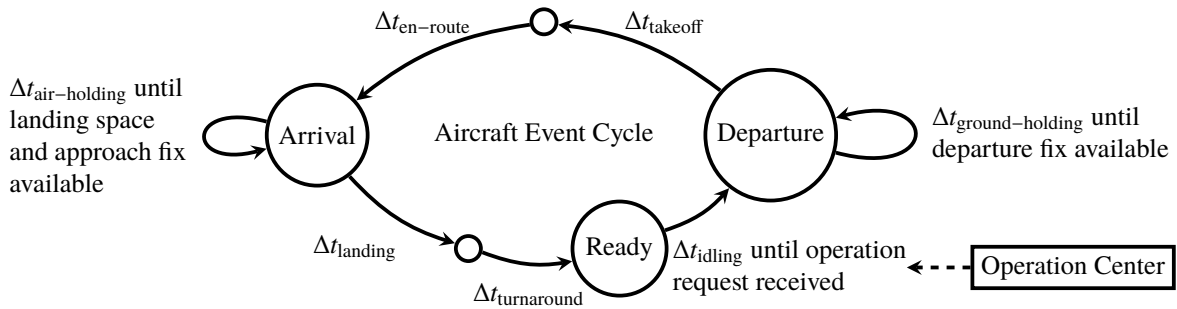 Δt_en−route
Δt_takeoff
Δt_air−holding until
landing space
and approach fix
available
Arrival
Aircraft Event Cycle
Departure
Δt_ground−holding until
departure fix available
Δt_landing
Ready
Δt_idling until operation
request received
Operation Center
Δt_turnaround